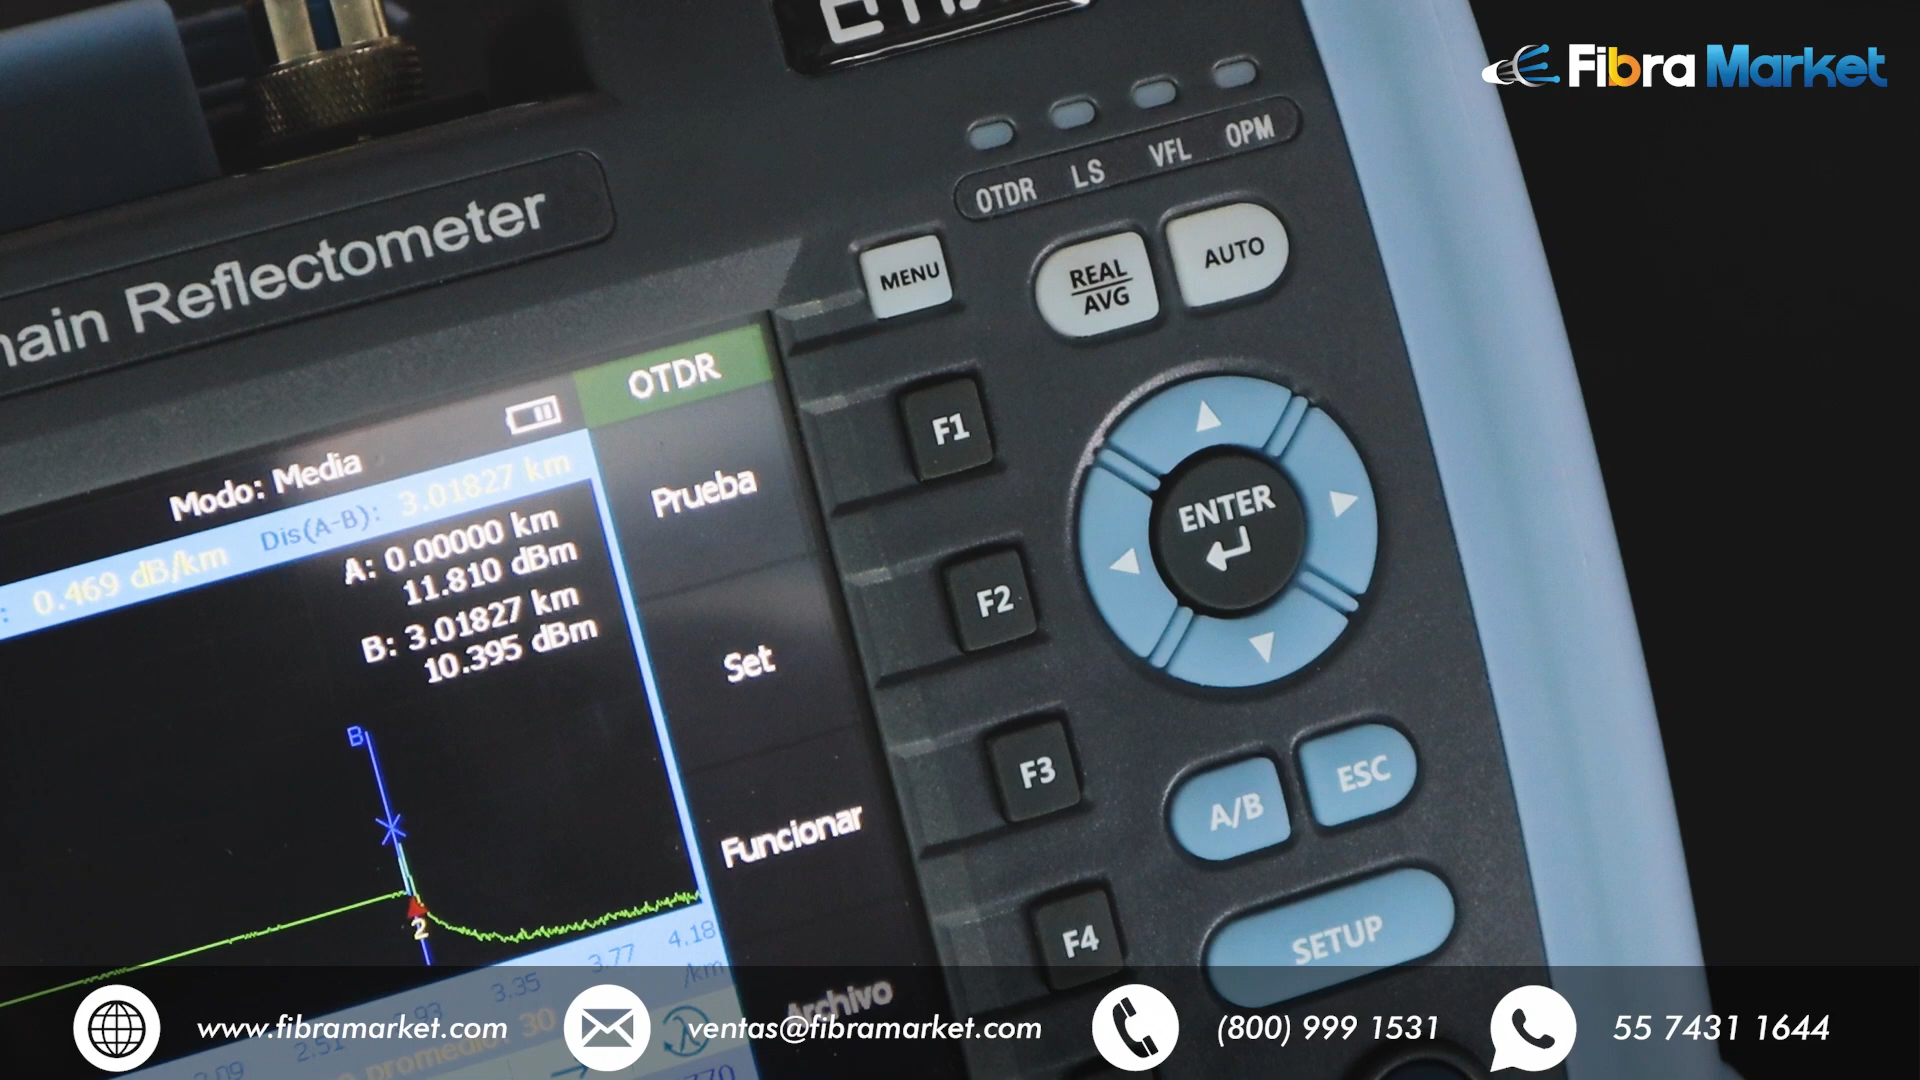 Fibra Market
OTDR LS VFL OPM
Reflectometer
MENU
REAL
AVG
AUTO
OTDR
Modo: Media
Dis(A-B): 3.01827 km
0.469 dB/km
A: 0.00000 km
11.810 dBm
B: 3.01827 km
10.395 dBm
Prueba
Set
Funcionar
Archivo
F1
F2
F3
F4
ENTER
A/B
ESC
SETUP
B
2
3.35 3.77 4.18
/km
promedio: 30
www.fibramarket.com
ventas@fibramarket.com
(800) 999 1531
55 7431 1644